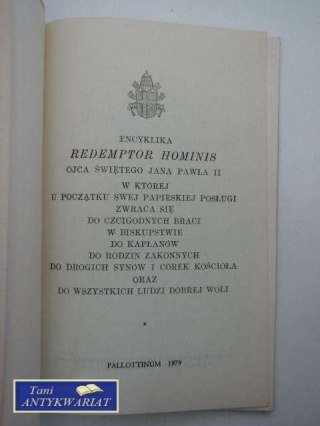 ENCYKLIKA
REDEMPTOR HOMINIS
OJCA ŚWIĘTEGO JANA PAWŁA II
W KTÓREJ
U POCZĄTKU SWEJ PAPIESKIEJ POSŁUGI
ZWRACA SIĘ
DO CZCIGODNYCH BRACI
W BISKUPSTWIE
DO KAPŁANÓW
DO RODZIN ZAKONNYCH
DO DROGICH SYNÓW I CÓREK KOŚCIOŁA
ORAZ
DO WSZYSTKICH LUDZI DOBREJ WOLI
*
PALLOTTINUM 1979
Tani
ANTYKWARIAT